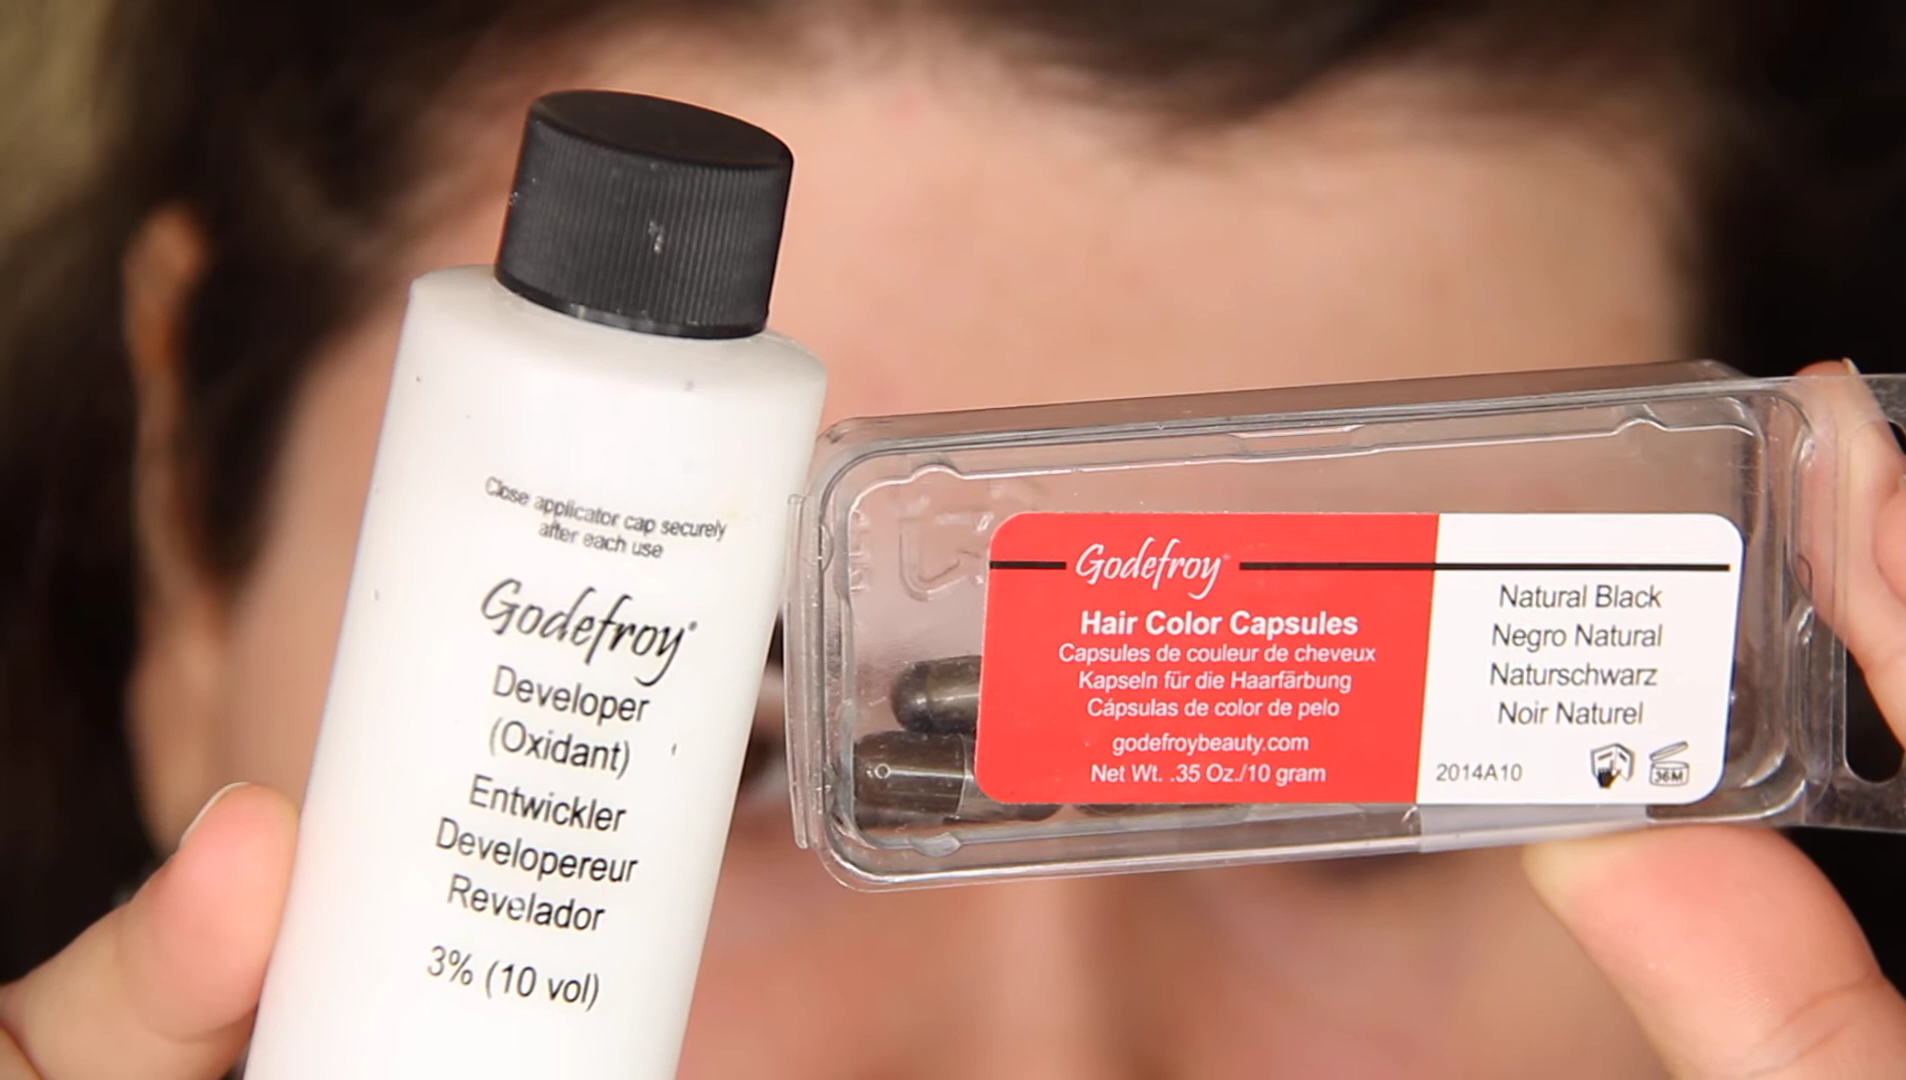 Close applicator cap securely
after each use
Godefroy®
Developer
(Oxidant)
Entwickler
Developereur
Revelador
3% (10 vol)
Godefroy®
Hair Color Capsules
Capsules de couleur de cheveux
Kapseln für die Haarfärbung
Cápsulas de color de pelo
godefroybeauty.com
Net Wt. .35 Oz./10 gram
Natural Black
Negro Natural
Naturschwarz
Noir Naturel
2014A10
36M